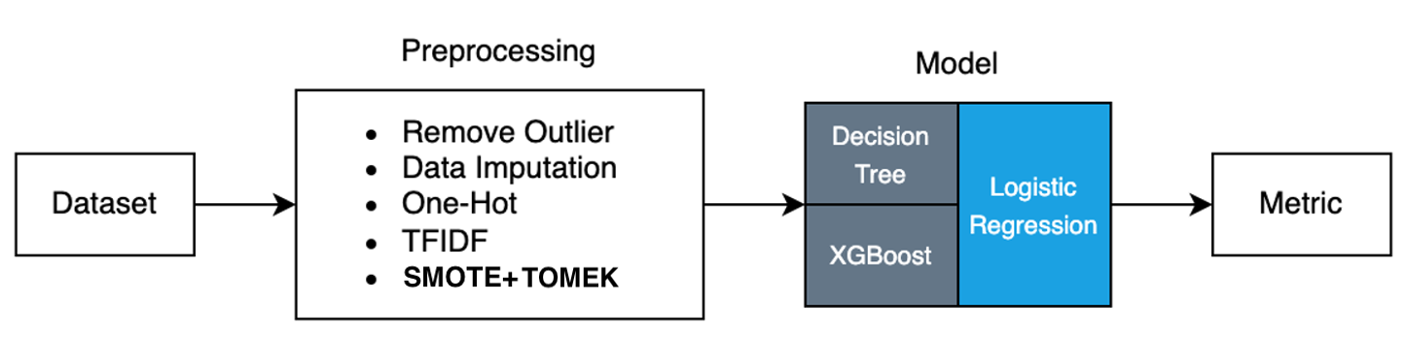 Preprocessing
Model
Dataset
• Remove Outlier
• Data Imputation
• One-Hot
• TFIDF
• SMOTE+TOMEK
Decision
Tree
XGBoost
Logistic
Regression
Metric